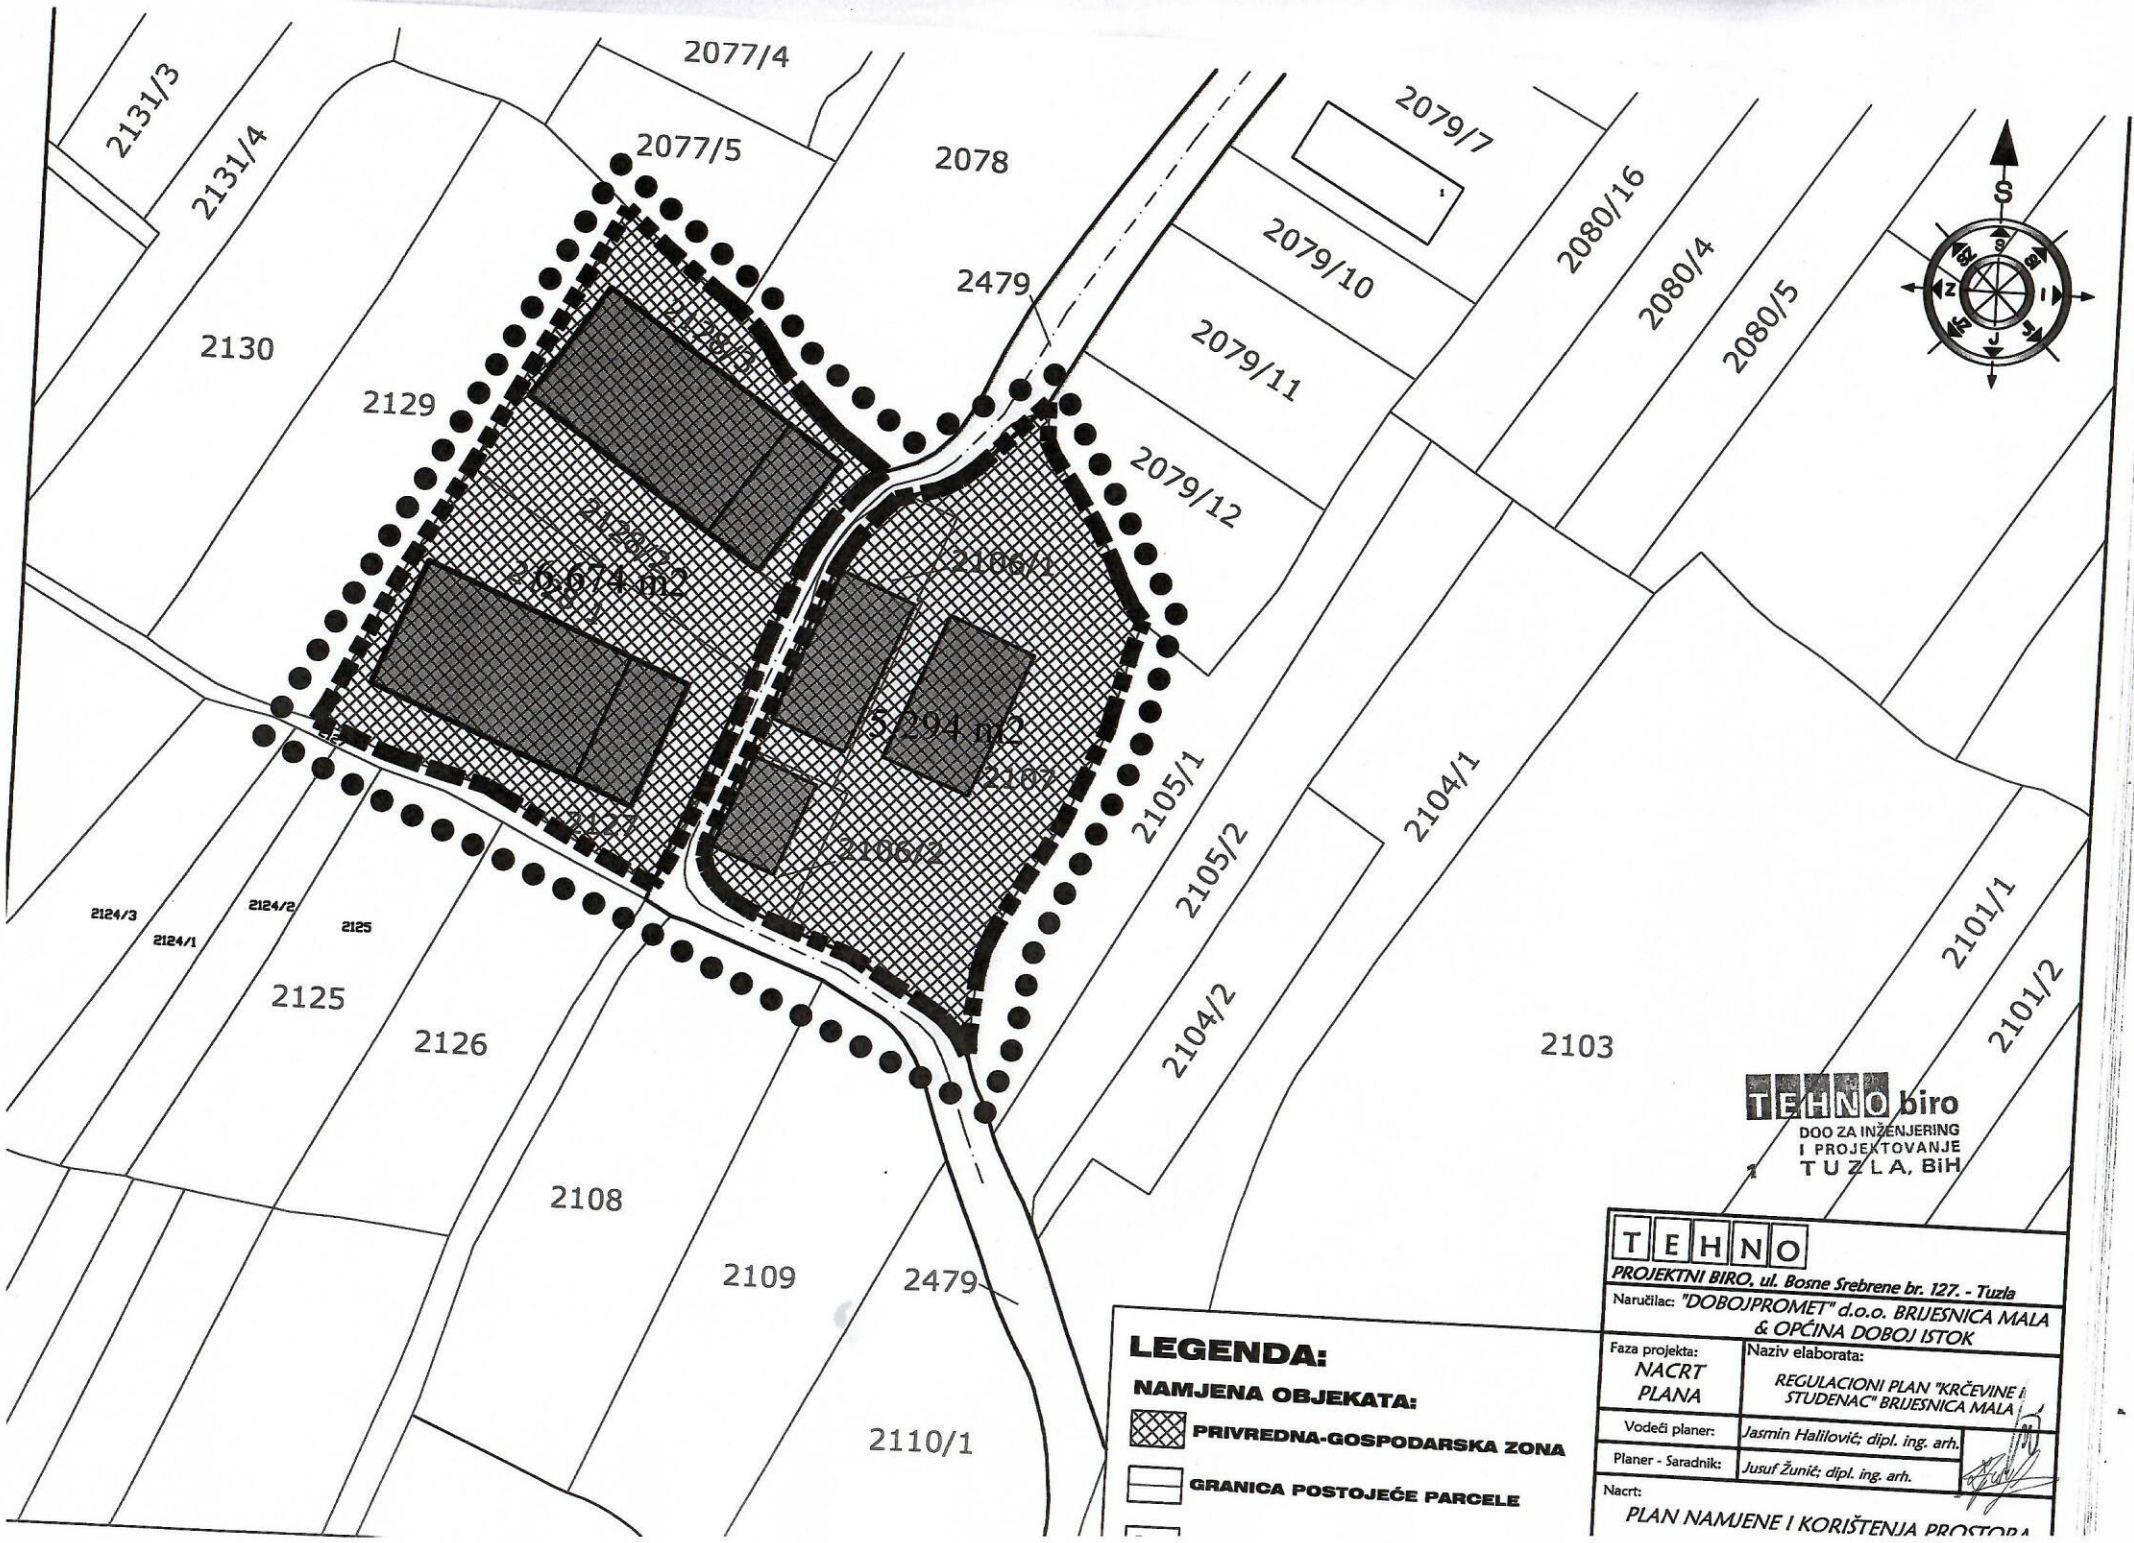 2077/4
2131/3
2079/7
2131/4
2077/5
2078
2080/16
S
2079/10
2080/4
2479
2080/5
S
SZ
SI
Z
I
JZ
JI
J
2130
2128/3
2079/11
2129
2079/12
2128/2
2106/1
6,674 m2
5,294 m2
2107
2105/1
2104/1
2127
2106/2
2105/2
2124/3
2124/1
2124/2
2125
2101/1
2125
2126
2104/2
2103
2101/2
TEHNO biro
DOO ZA INŽENJERING
I PROJEKTOVANJE
TUZLA, BiH
1
2108
2109
2479
2110/1
LEGENDA:
NAMJENA OBJEKATA:
PRIVREDNA-GOSPODARSKA ZONA
GRANICA POSTOJEĆE PARCELE
TEHNO
PROJEKTNI BIRO, ul. Bosne Srebrene br. 127. - Tuzla
Naručilac: "DOBOJPROMET" d.o.o. BRIJESNICA MALA
& OPĆINA DOBOJ ISTOK
Faza projekta:
NACRT
PLANA
Naziv elaborata:
REGULACIONI PLAN "KRČEVINE i
STUDENAC" BRIJESNICA MALA
Vodeći planer: Jasmin Halilović; dipl. ing. arh.
Planer - Saradnik: Jusuf Žunić; dipl. ing. arh.
Nacrt:
PLAN NAMJENE I KORIŠTENJA PROSTORA